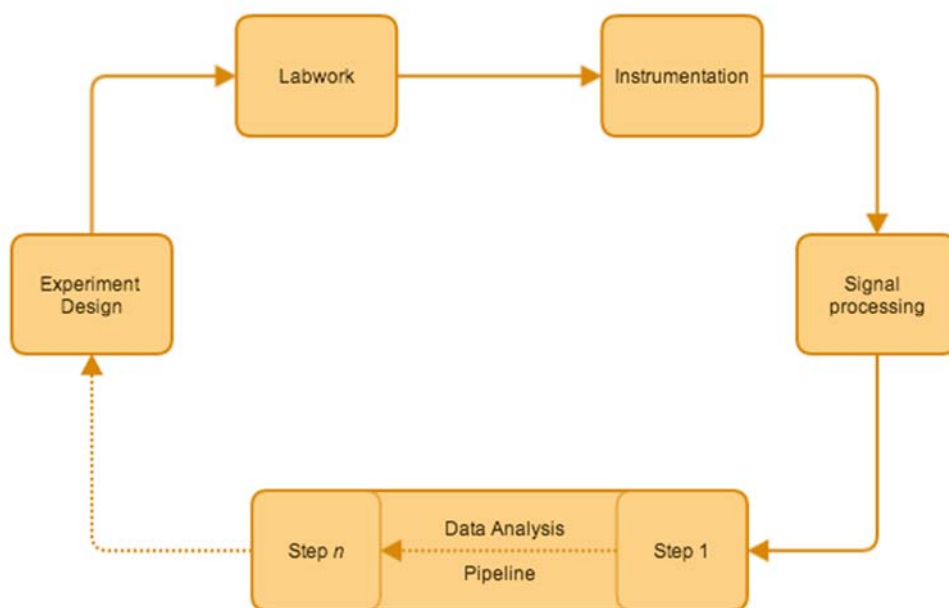 Labwork
Instrumentation
Experiment
Design
Signal
processing
Data Analysis
Step n
Step 1
Pipeline